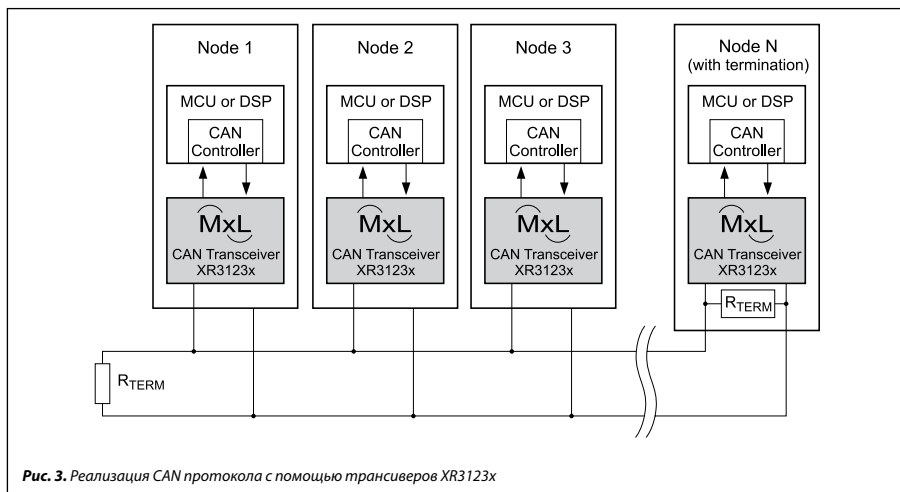 Node 1
MCU or DSP
CAN
Controller
MxL
CAN Transceiver
XR3123x
Node 2
MCU or DSP
CAN
Controller
MxL
CAN Transceiver
XR3123x
Node 3
MCU or DSP
CAN
Controller
MxL
CAN Transceiver
XR3123x
Node N
(with termination)
MCU or DSP
CAN
Controller
MxL
CAN Transceiver
XR3123x
RTERM
RTERM
Рис. 3. Реализация CAN протокола с помощью трансиверов XR3123x